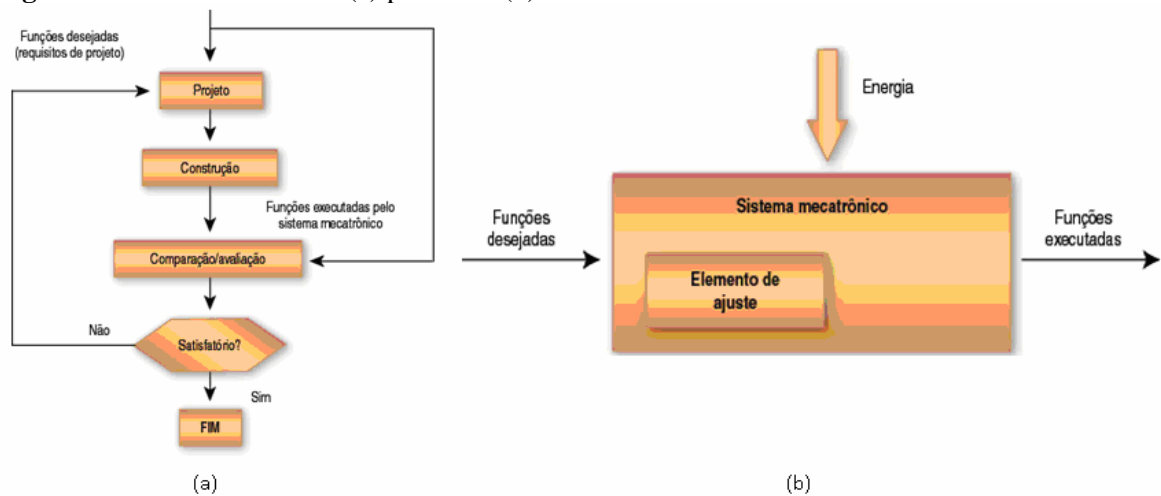 Funções desejadas
(requisitos de projeto)
Projeto
Construção
Funções executadas pelo
sistema mecatrônico
Comparação/avaliação
Não
Satisfatório?
Sim
FIM
(a)
Energia
Sistema mecatrônico
Funções
desejadas
Funções
executadas
Elemento de
ajuste
(b)